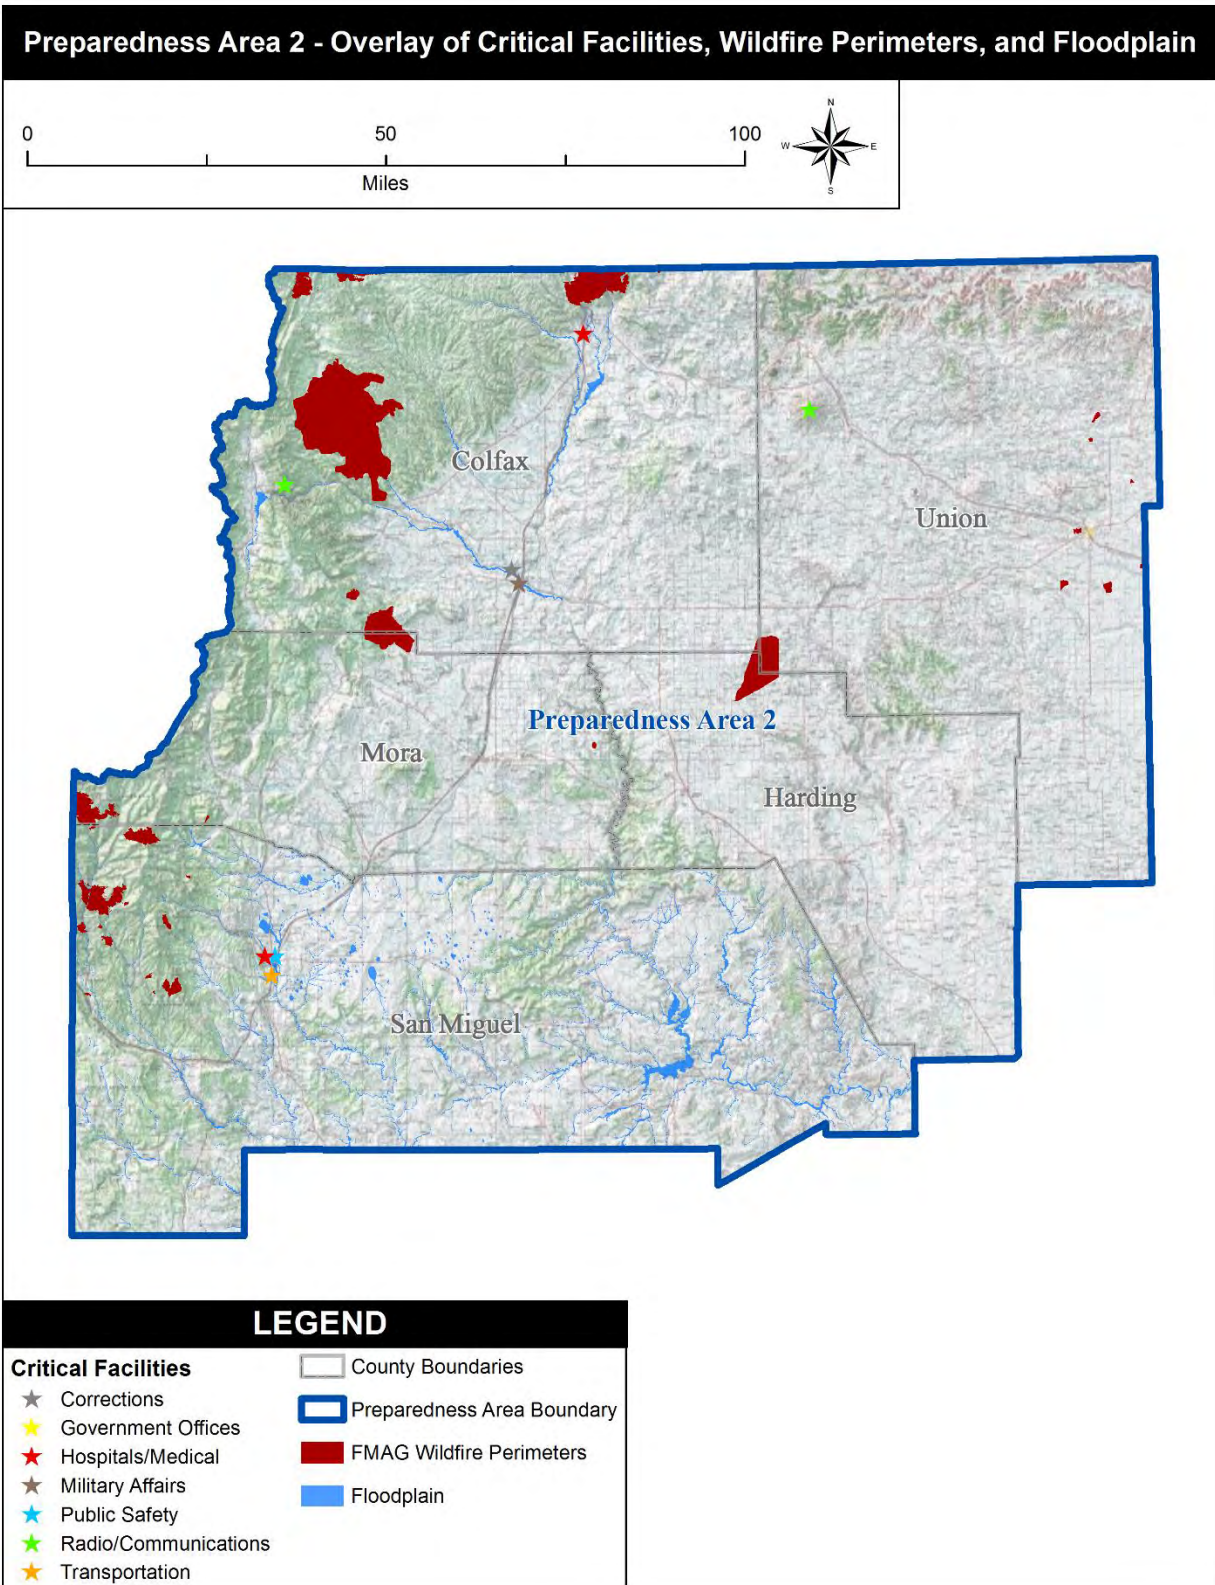 Preparedness Area 2 - Overlay of Critical Facilities, Wildfire Perimeters, and Floodplain
0 50 100
Miles
N
W E
S
Colfax
Union
Preparedness Area 2
Mora
Harding
San Miguel
LEGEND
Critical Facilities
Corrections
Government Offices
Hospitals/Medical
Military Affairs
Public Safety
Radio/Communications
Transportation
County Boundaries
Preparedness Area Boundary
FMAG Wildfire Perimeters
Floodplain